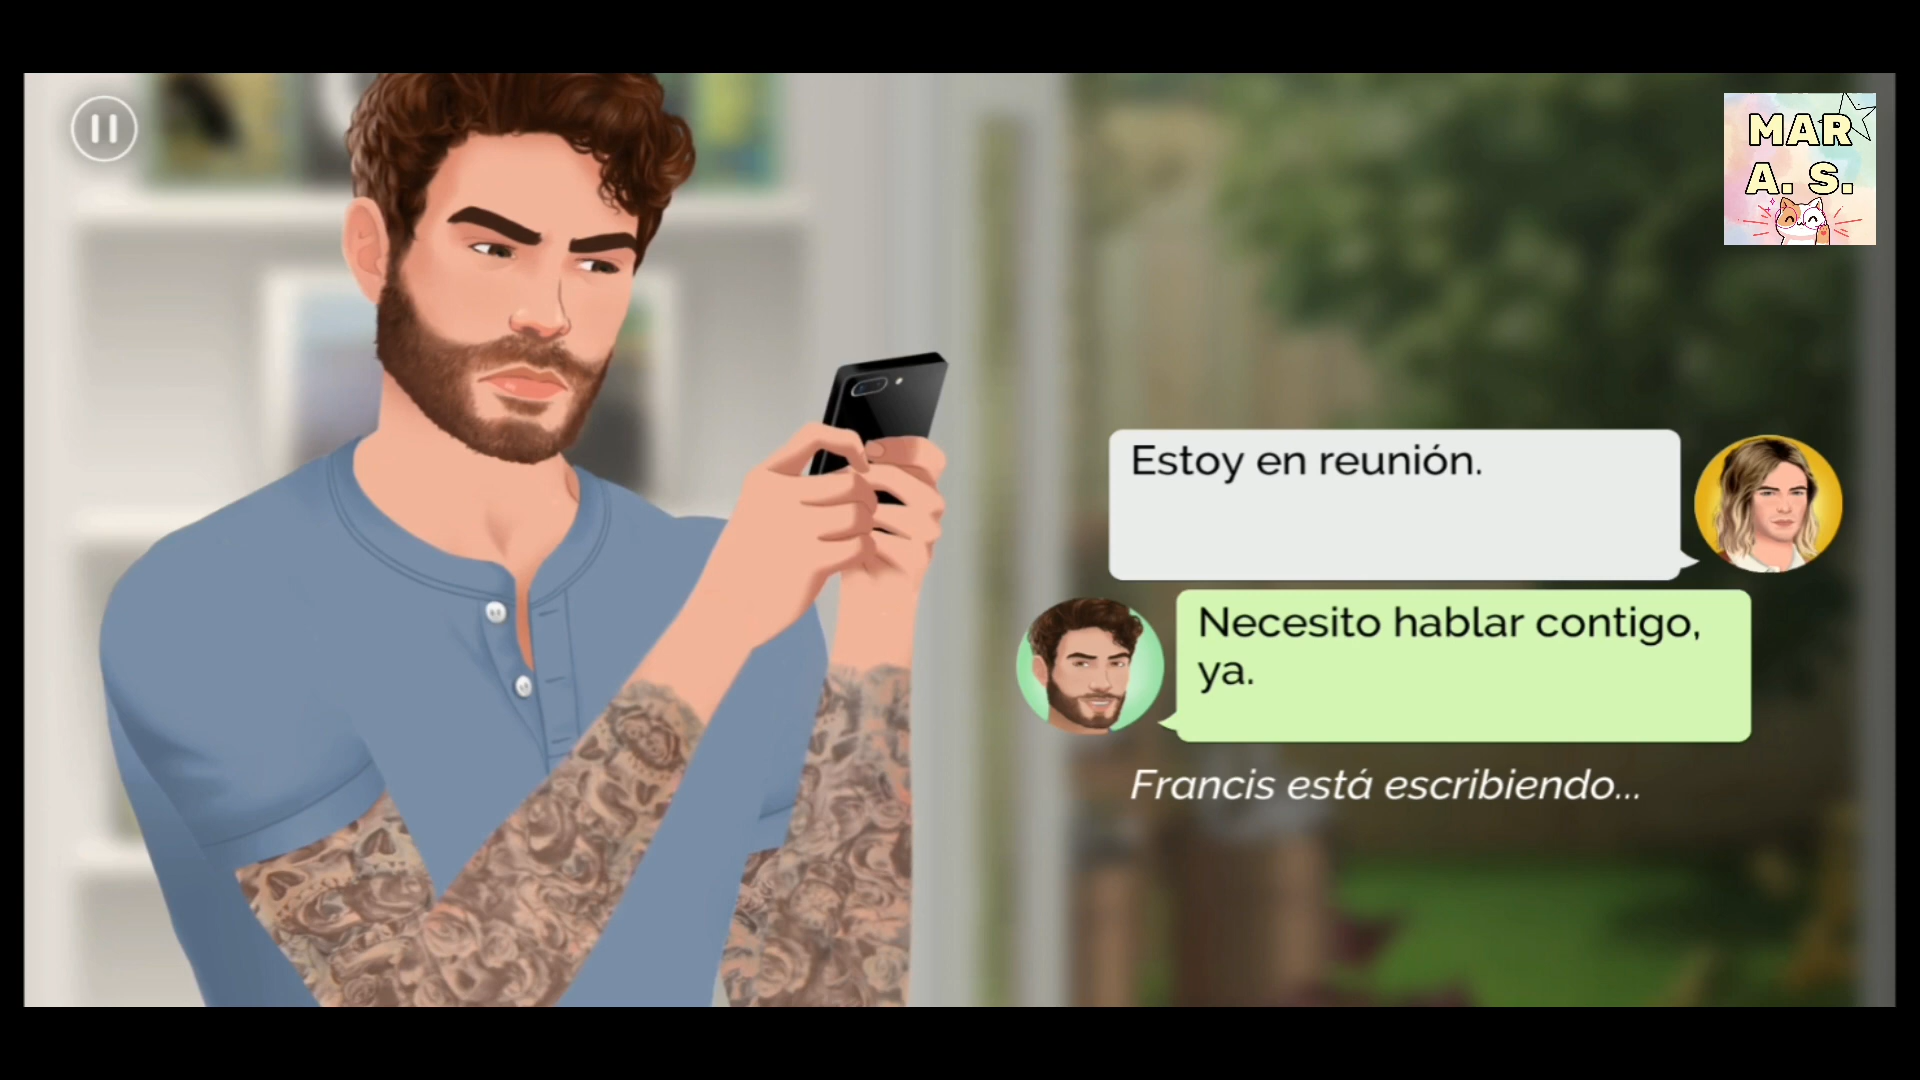 MAR
A. S.
Estoy en reunión.
Necesito hablar contigo,
ya.
Francis está escribiendo...